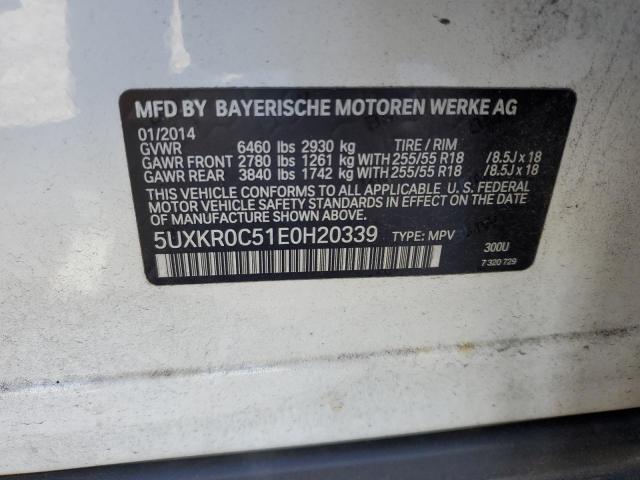 MFD BY BAYERISCHE MOTOREN WERKE AG
01/2014
GVWR 6460 lbs 2930 kg TIRE / RIM
GAWR FRONT 2780 lbs 1261 kg WITH 255/55 R18 /8.5J x 18
GAWR REAR 3840 lbs 1742 kg WITH 255/55 R18 /8.5J x 18
THIS VEHICLE CONFORMS TO ALL APPLICABLE U.S. FEDERAL
MOTOR VEHICLE SAFETY STANDARDS IN EFFECT ON THE DATE
OF MANUFACTURE SHOWN ABOVE.
5UXKR0C51E0H20339 TYPE: MPV
300U
7 320 729